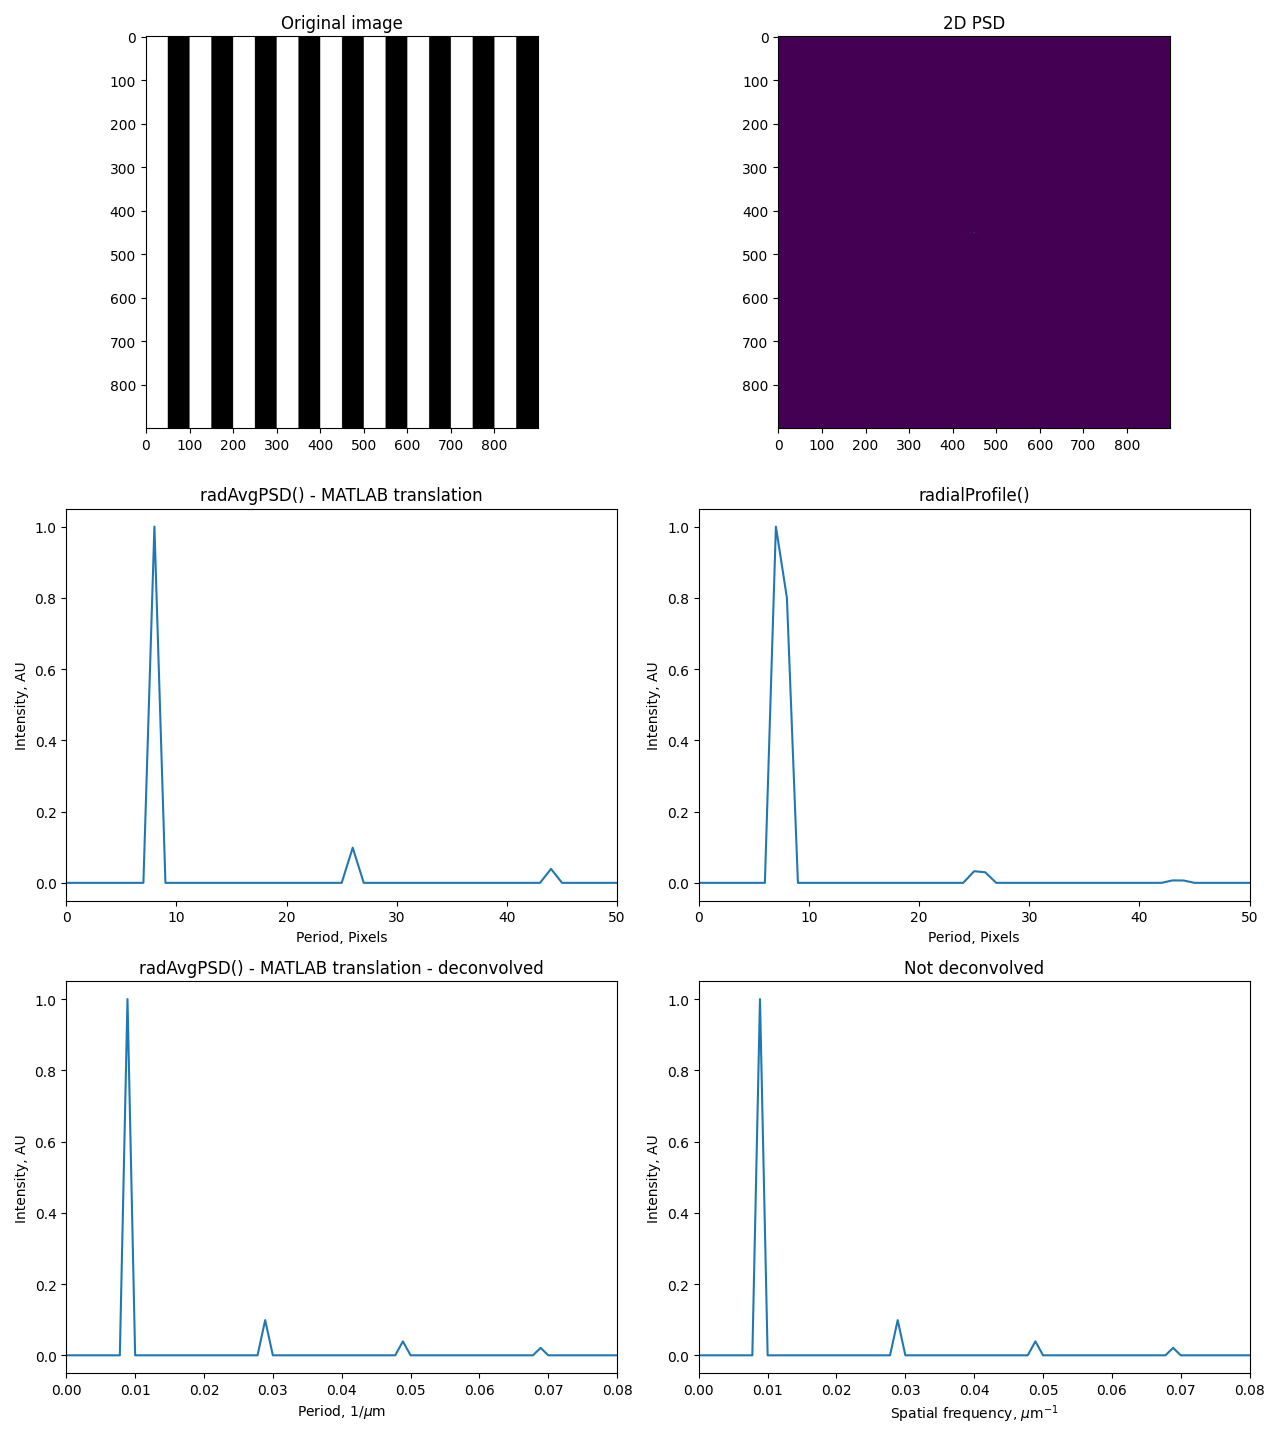 Original image
0
100
200
300
400
500
600
700
800
0 100 200 300 400 500 600 700 800
2D PSD
0
100
200
300
400
500
600
700
800
0 100 200 300 400 500 600 700 800
radAvgPSD() - MATLAB translation
Intensity, AU
1.0
0.8
0.6
0.4
0.2
0.0
0 10 20 30 40 50
Period, Pixels
radialProfile()
Intensity, AU
1.0
0.8
0.6
0.4
0.2
0.0
0 10 20 30 40 50
Period, Pixels
radAvgPSD() - MATLAB translation - deconvolved
Intensity, AU
1.0
0.8
0.6
0.4
0.2
0.0
0.00 0.01 0.02 0.03 0.04 0.05 0.06 0.07 0.08
Period, 1/μm
Not deconvolved
Intensity, AU
1.0
0.8
0.6
0.4
0.2
0.0
0.00 0.01 0.02 0.03 0.04 0.05 0.06 0.07 0.08
Spatial frequency, μm⁻¹